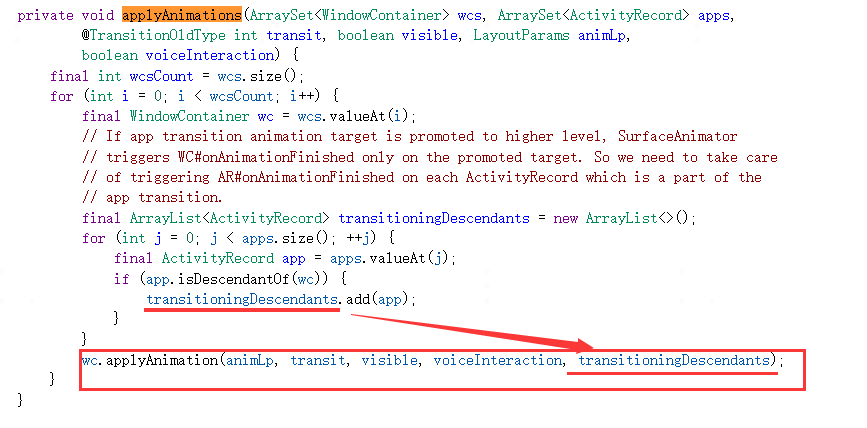 private void applyAnimations(ArraySet<WindowContainer> wcs, ArraySet<ActivityRecord> apps,
@TransitionOldType int transit, boolean visible, LayoutParams animLp,
boolean voiceInteraction) {
final int wcsCount = wcs.size();
for (int i = 0; i < wcsCount; i++) {
final WindowContainer wc = wcs.valueAt(i);
// If app transition animation target is promoted to higher level, SurfaceAnimator
// triggers WC#onAnimationFinished only on the promoted target. So we need to take care
// of triggering AR#onAnimationFinished on each ActivityRecord which is a part of the
// app transition.
final ArrayList<ActivityRecord> transitioningDescendants = new ArrayList<>();
for (int j = 0; j < apps.size(); ++j) {
final ActivityRecord app = apps.valueAt(j);
if (app.isDescendantOf(wc)) {
transitioningDescendants.add(app);
}
}
wc.applyAnimation(animLp, transit, visible, voiceInteraction, transitioningDescendants);
}
}